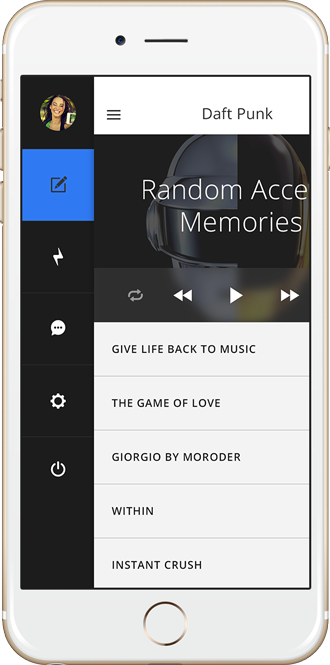 Daft Punk
Random Acce
Memories
GIVE LIFE BACK TO MUSIC
THE GAME OF LOVE
GIORGIO BY MORODER
WITHIN
INSTANT CRUSH